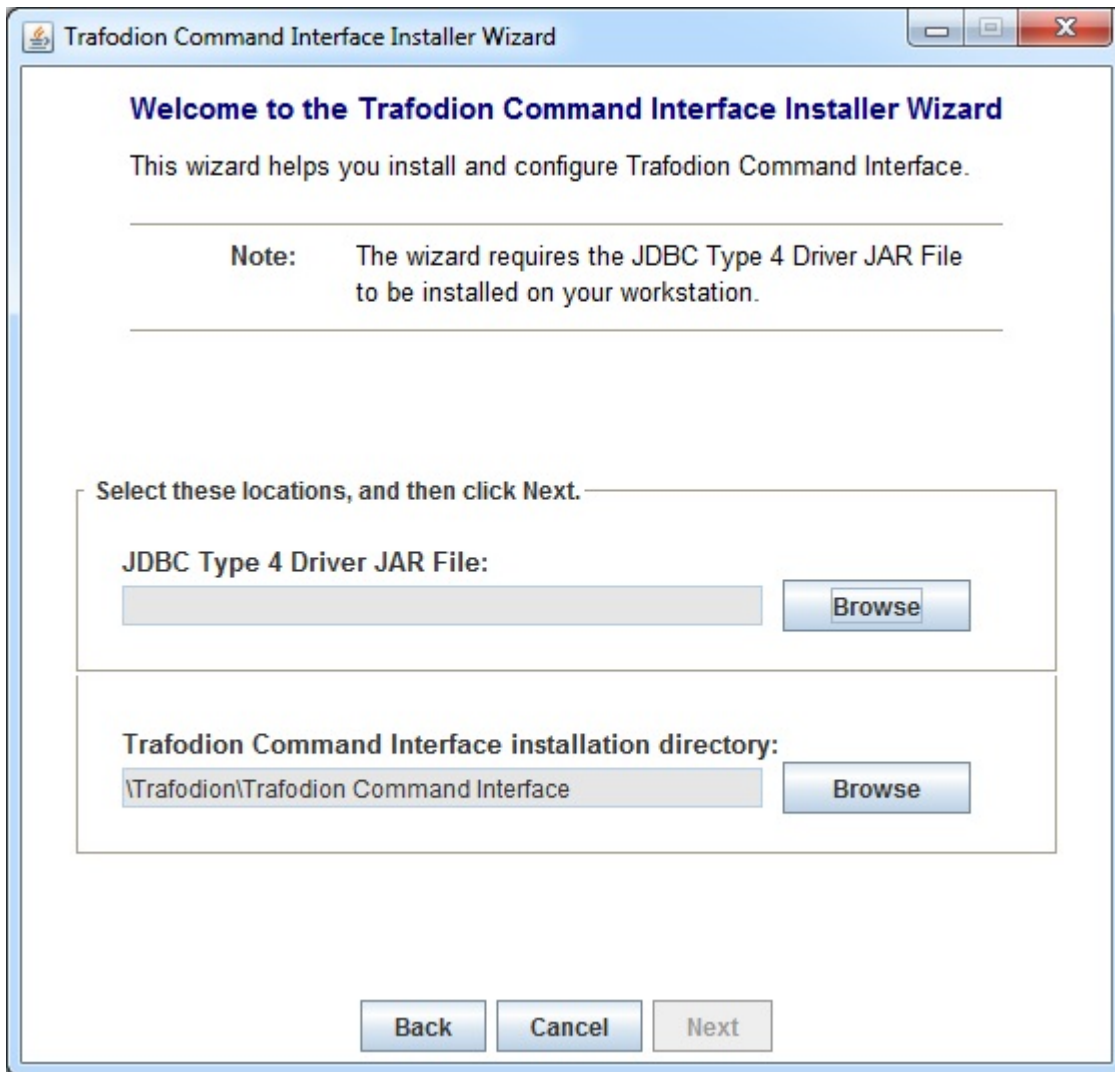 Trafodion Command Interface Installer Wizard
Welcome to the Trafodion Command Interface Installer Wizard
This wizard helps you install and configure Trafodion Command Interface.
Note: The wizard requires the JDBC Type 4 Driver JAR File
to be installed on your workstation.
Select these locations, and then click Next.
JDBC Type 4 Driver JAR File:
Browse
Trafodion Command Interface installation directory:
\Trafodion\Trafodion Command Interface Browse
Back Cancel Next